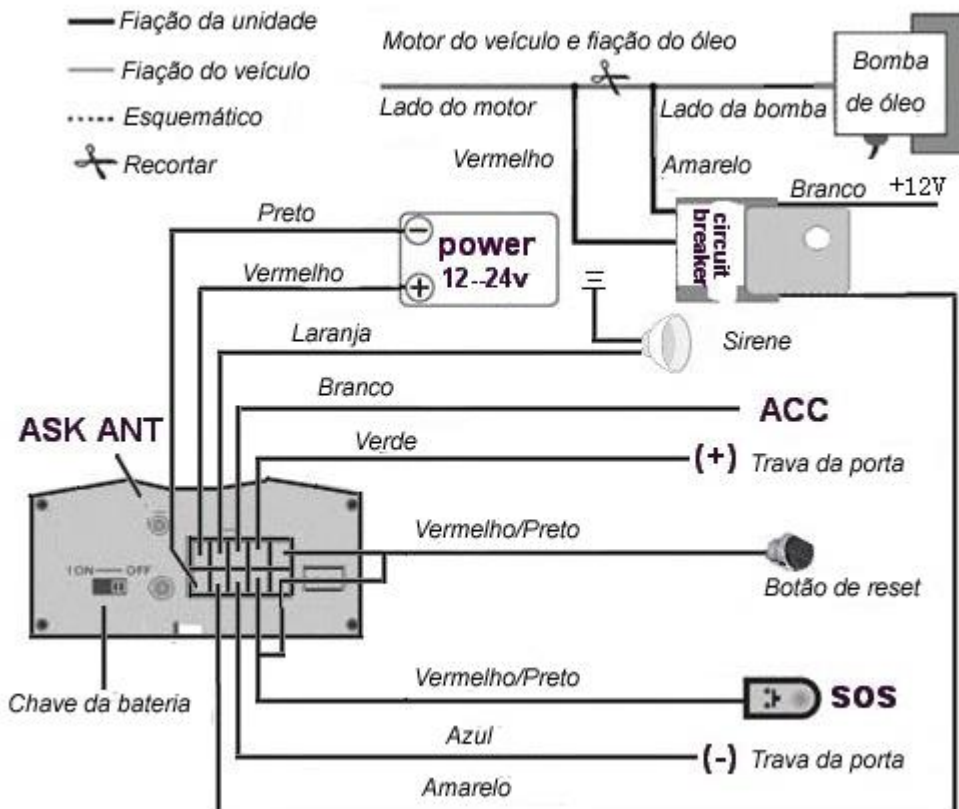 Fiação da unidade
Fiação do veículo
Esquemático
Recortar
Motor do veículo e fiação do óleo
Lado do motor
Lado da bomba
Bomba
de óleo
Vermelho
Amarelo
Branco +12V
circuit
breaker
Preto
Vermelho
power
12--24v
Laranja
Sirene
Branco
ACC
ASK ANT
Verde
(+) Trava da porta
Vermelho/Preto
Botão de reset
1ON OFF
Chave da bateria
Vermelho/Preto
SOS
Azul
(-) Trava da porta
Amarelo